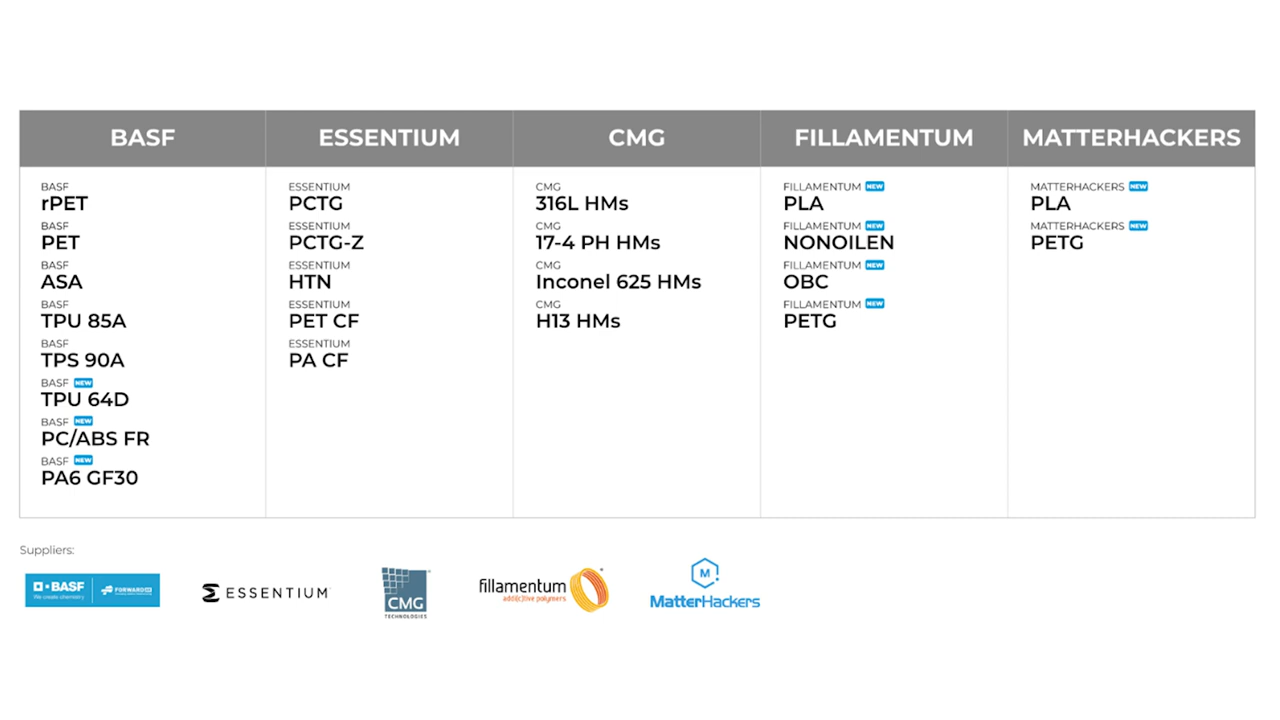 BASF
ESSENTIUM
CMG
FILLAMENTUM
MATTERHACKERS
BASF
rPET
BASF
PET
BASF
ASA
BASF
TPU 85A
BASF
TPS 90A
BASF NEW
TPU 64D
BASF NEW
PC/ABS FR
BASF NEW
PA6 GF30
ESSENTIUM
PCTG
ESSENTIUM
PCTG-Z
ESSENTIUM
HTN
ESSENTIUM
PET CF
ESSENTIUM
PA CF
CMG
316L HMs
CMG
17-4 PH HMs
CMG
Inconel 625 HMs
CMG
H13 HMs
FILLAMENTUM NEW
PLA
FILLAMENTUM NEW
NONOILEN
FILLAMENTUM NEW
OBC
FILLAMENTUM NEW
PETG
MATTERHACKERS NEW
PLA
MATTERHACKERS NEW
PETG
Suppliers:
BASF
We create chemistry
FORWARD
ESSENTIUM
CMG
TECHNOLOGIES
fillamentum
addi(c)tive polymers
M
MatterHackers